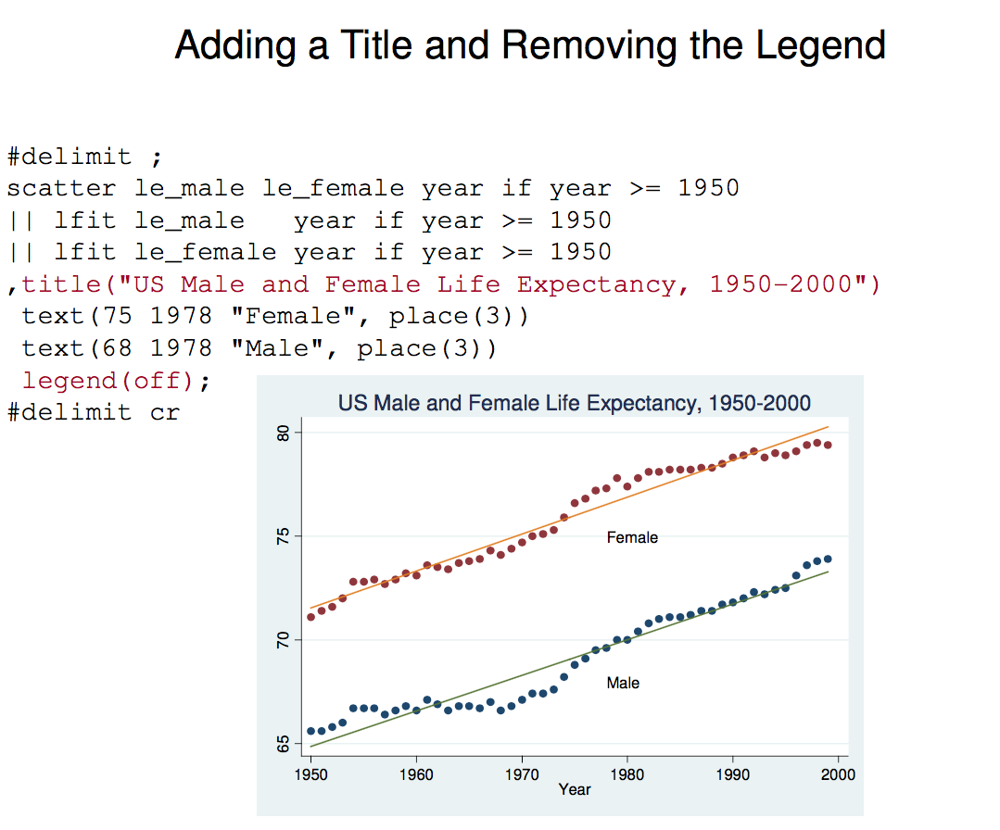 Adding a Title and Removing the Legend
#delimit ;
scatter le_male le_female year if year >= 1950
|| lfit le_male   year if year >= 1950
|| lfit le_female year if year >= 1950
,title("US Male and Female Life Expectancy, 1950-2000")
 text(75 1978 "Female", place(3))
 text(68 1978 "Male", place(3))
 legend(off);
#delimit cr
US Male and Female Life Expectancy, 1950-2000
80
75
Female
70
Male
65
1950 1960 1970 1980 1990 2000
Year